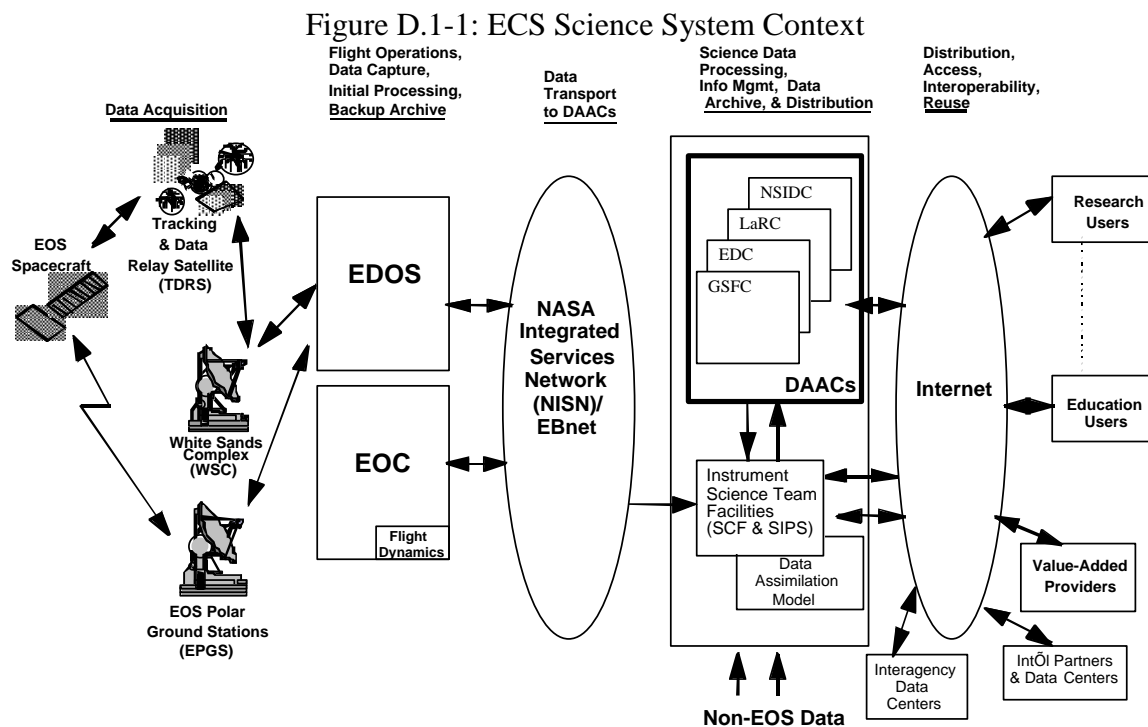 Figure D.1-1: ECS Science System Context
Data Acquisition
Flight Operations,
Data Capture,
Initial Processing,
Backup Archive
Data
Transport
to DAACs
Science Data
Processing,
Info Mgmt, Data
Archive, & Distribution
Distribution,
Access,
Interoperability,
Reuse
EOS
Spacecraft
Tracking
& Data
Relay Satellite
(TDRS)
White Sands
Complex
(WSC)
EOS Polar
Ground Stations
(EPGS)
EDOS
EOC
Flight
Dynamics
NASA
Integrated
Services
Network
(NISN)/
EBnet
NSIDC
LaRC
EDC
GSFC
DAACs
Instrument
Science Team
Facilities
(SCF & SIPS)
Data
Assimilation
Model
Non-EOS Data
Internet
Research
Users
Education
Users
Value-Added
Providers
IntÕl Partners
& Data Centers
Interagency
Data
Centers